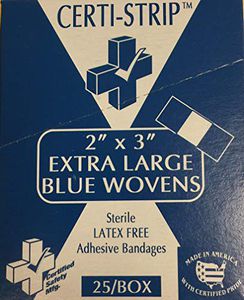 CERTI-STRIP™
2" x 3"
EXTRA LARGE
BLUE WOVENS
Sterile
LATEX FREE
Adhesive Bandages
Certified
Safety
Mfg.
MADE IN AMERICA
WITH CERTIFIED PRIDE
25/BOX